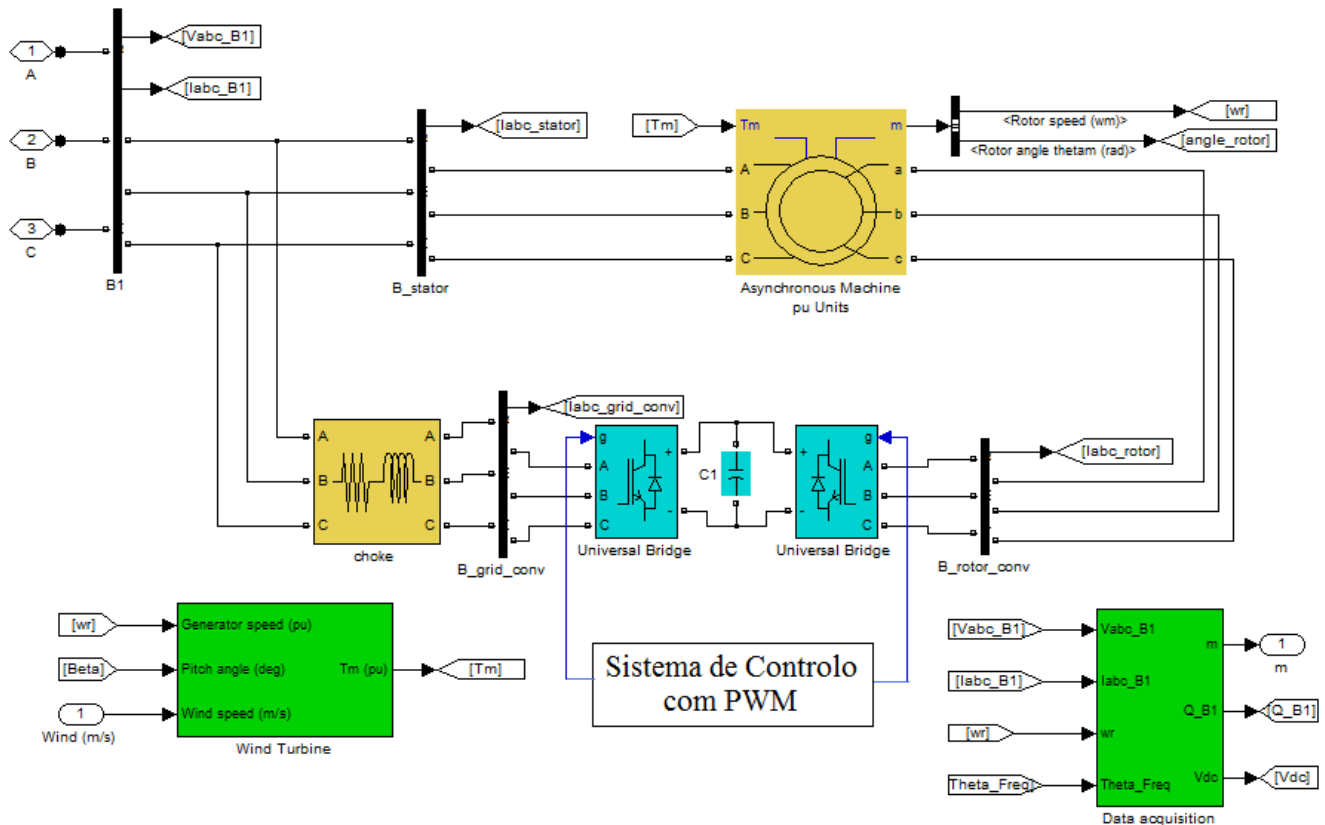 1
A
2
B
3
C
[Vabc_B1]
[Iabc_B1]
B1
[Iabc_stator]
B_stator
[Tm]
Tm
m
A
a
B
b
C
c
Asynchronous Machine
pu Units
<Rotor speed (wm)>
[wr]
<Rotor angle thetam (rad)>
[angle_rotor]
A
A
B
B
C
C
choke
[Iabc_grid_conv]
B_grid_conv
g
A
B
C
+
-
Universal Bridge
C1
g
+
-
A
B
C
Universal Bridge
[Iabc_rotor]
B_rotor_conv
[wr]
Generator speed (pu)
[Beta]
Pitch angle (deg)
Tm (pu)
[Tm]
1
Wind speed (m/s)
Wind (m/s)
Wind Turbine
Sistema de Controlo
com PWM
[Vabc_B1]
Vabc_B1
m
1
m
[Iabc_B1]
Iabc_B1
Q_B1
[Q_B1]
[wr]
wr
Theta_Freq]
Theta_Freq
Vdc
[Vdc]
Data acquisition